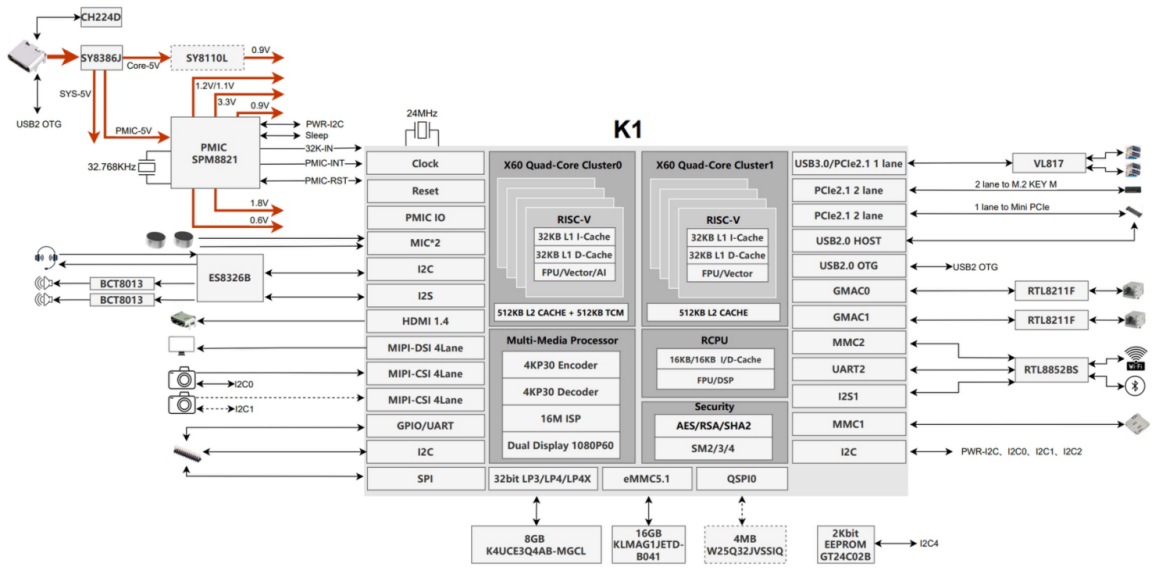 CH224D
SY8386J
Core-5V
SY8110L
0.9V
SYS-5V
USB2 OTG
PMIC-5V
1.2V/1.1V
3.3V
0.9V
PMIC
SPM8821
32.768KHz
PWR-I2C
Sleep
32K-IN
PMIC-INT
PMIC-RST
1.8V
0.6V
24MHz
K1
Clock
Reset
PMIC IO
MIC*2
I2C
I2S
HDMI 1.4
MIPI-DSI 4Lane
MIPI-CSI 4Lane
MIPI-CSI 4Lane
GPIO/UART
I2C
SPI
ES8326B
BCT8013
BCT8013
I2C0
I2C1
X60 Quad-Core Cluster0
RISC-V
32KB L1 I-Cache
32KB L1 D-Cache
FPU/Vector/AI
512KB L2 CACHE + 512KB TCM
X60 Quad-Core Cluster1
RISC-V
32KB L1 I-Cache
32KB L1 D-Cache
FPU/Vector
512KB L2 CACHE
Multi-Media Processor
4KP30 Encoder
4KP30 Decoder
16M ISP
Dual Display 1080P60
RCPU
16KB/16KB I/D-Cache
FPU/DSP
Security
AES/RSA/SHA2
SM2/3/4
32bit LP3/LP4/LP4X
eMMC5.1
QSPI0
USB3.0/PCIe2.1 1 lane
PCIe2.1 2 lane
PCIe2.1 2 lane
USB2.0 HOST
USB2.0 OTG
GMAC0
GMAC1
MMC2
UART2
I2S1
MMC1
I2C
VL817
2 lane to M.2 KEY M
1 lane to Mini PCIe
USB2 OTG
RTL8211F
RTL8211F
RTL8852BS
WiFi
PWR-I2C、I2C0、I2C1、I2C2
8GB
K4UCE3Q4AB-MGCL
16GB
KLMAG1JETD-
B041
4MB
W25Q32JVSSIQ
2Kbit
EEPROM
GT24C02B
I2C4